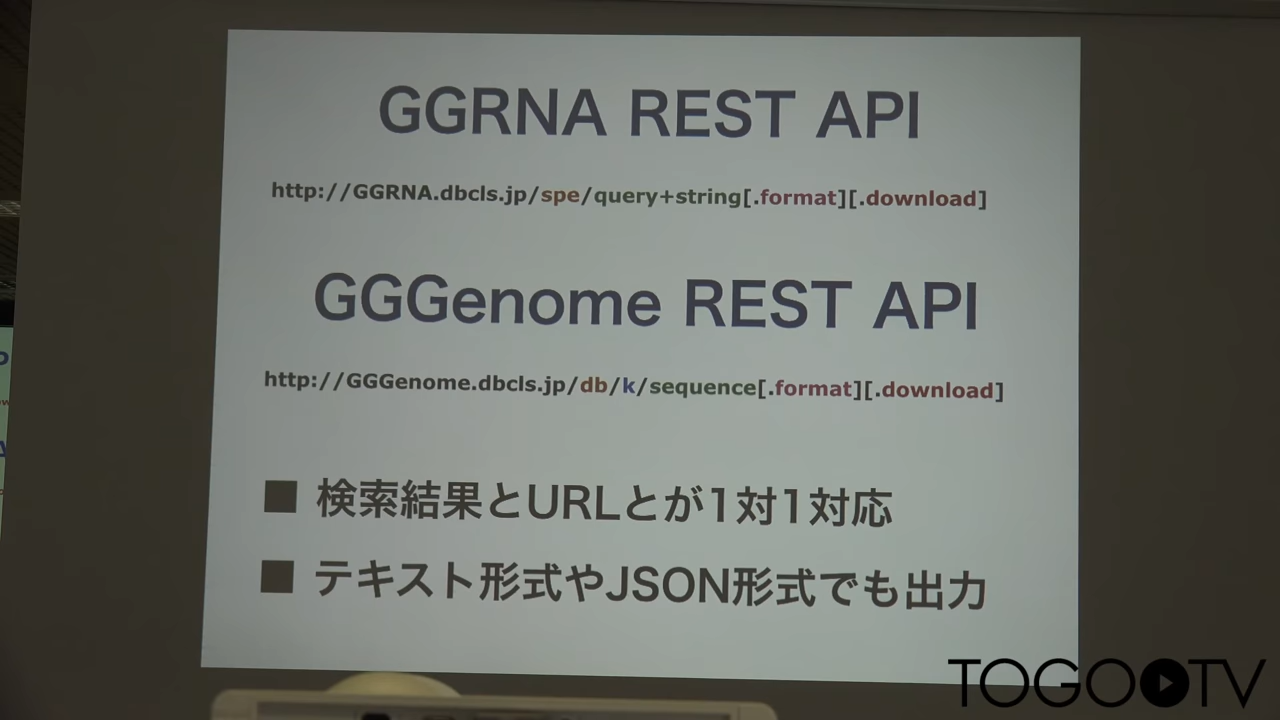 GGRNA REST API
http://GGRNA.dbcls.jp/spe/query+string[.format][.download]
GGGenome REST API
http://GGGenome.dbcls.jp/db/k/sequence[.format][.download]
■ 検索結果とURLとが1対1対応
■ テキスト形式やJSON形式でも出力
TOGOTV